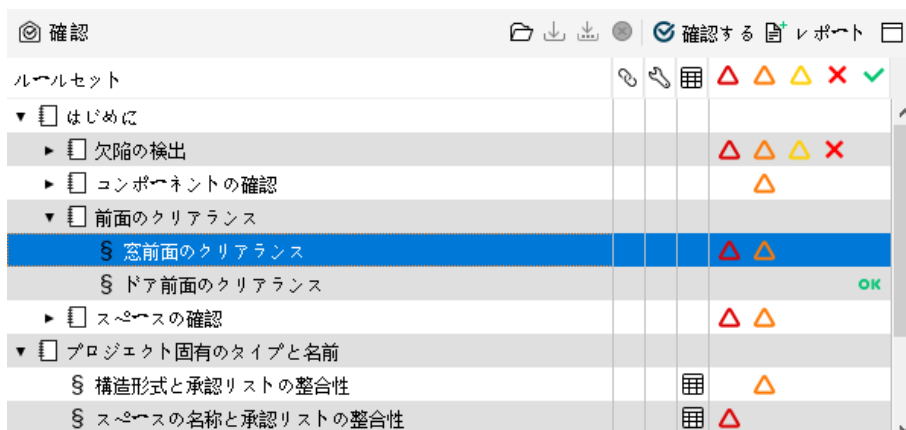 確認 確認する レポート
ルールセット
はじめに
欠陥の検出
コンポーネントの確認
前面のクリアランス
§ 窓前面のクリアランス
§ ドア前面のクリアランス OK
スペースの確認
プロジェクト固有のタイプと名前
§ 構造形式と承認リストの整合性
§ スペースの名称と承認リストの整合性